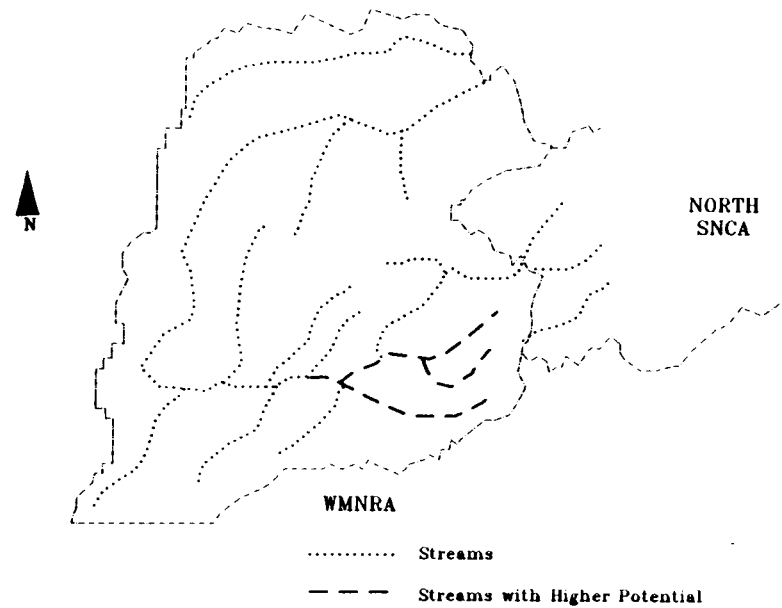 N
NORTH
SNCA
WMNRA
Streams
Streams with Higher Potential